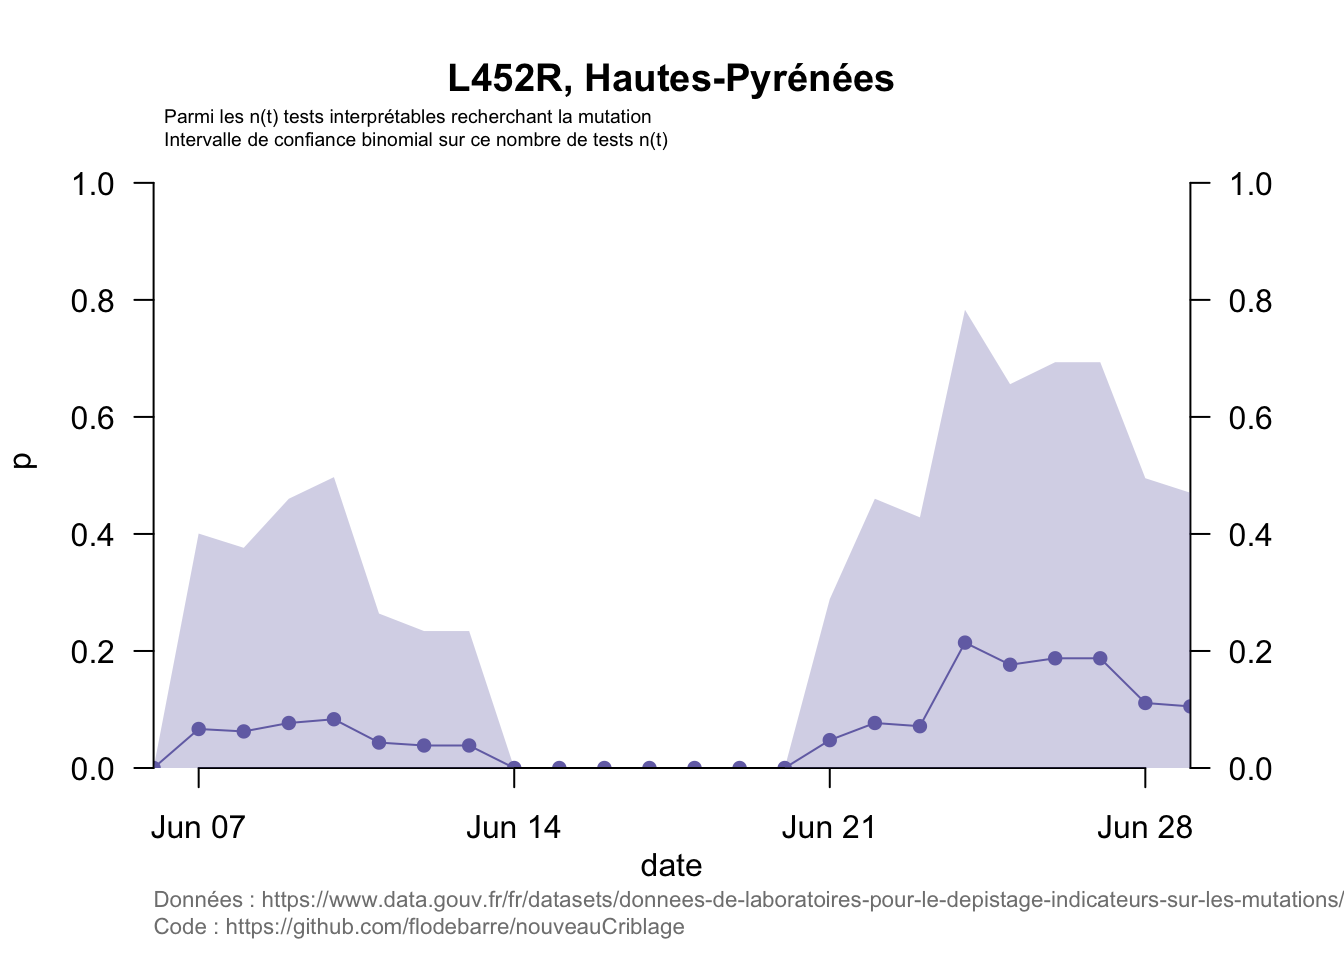 L452R, Hautes-Pyrénées
Parmi les n(t) tests interprétables recherchant la mutation
Intervalle de confiance binomial sur ce nombre de tests n(t)
1.0 1.0
0.8 0.8
0.6 0.6
p
0.4 0.4
0.2 0.2
0.0 0.0
Jun 07 Jun 14 Jun 21 Jun 28
date
Données : https://www.data.gouv.fr/fr/datasets/donnees-de-laboratoires-pour-le-depistage-indicateurs-sur-les-mutations/
Code : https://github.com/flodebarre/nouveauCriblage